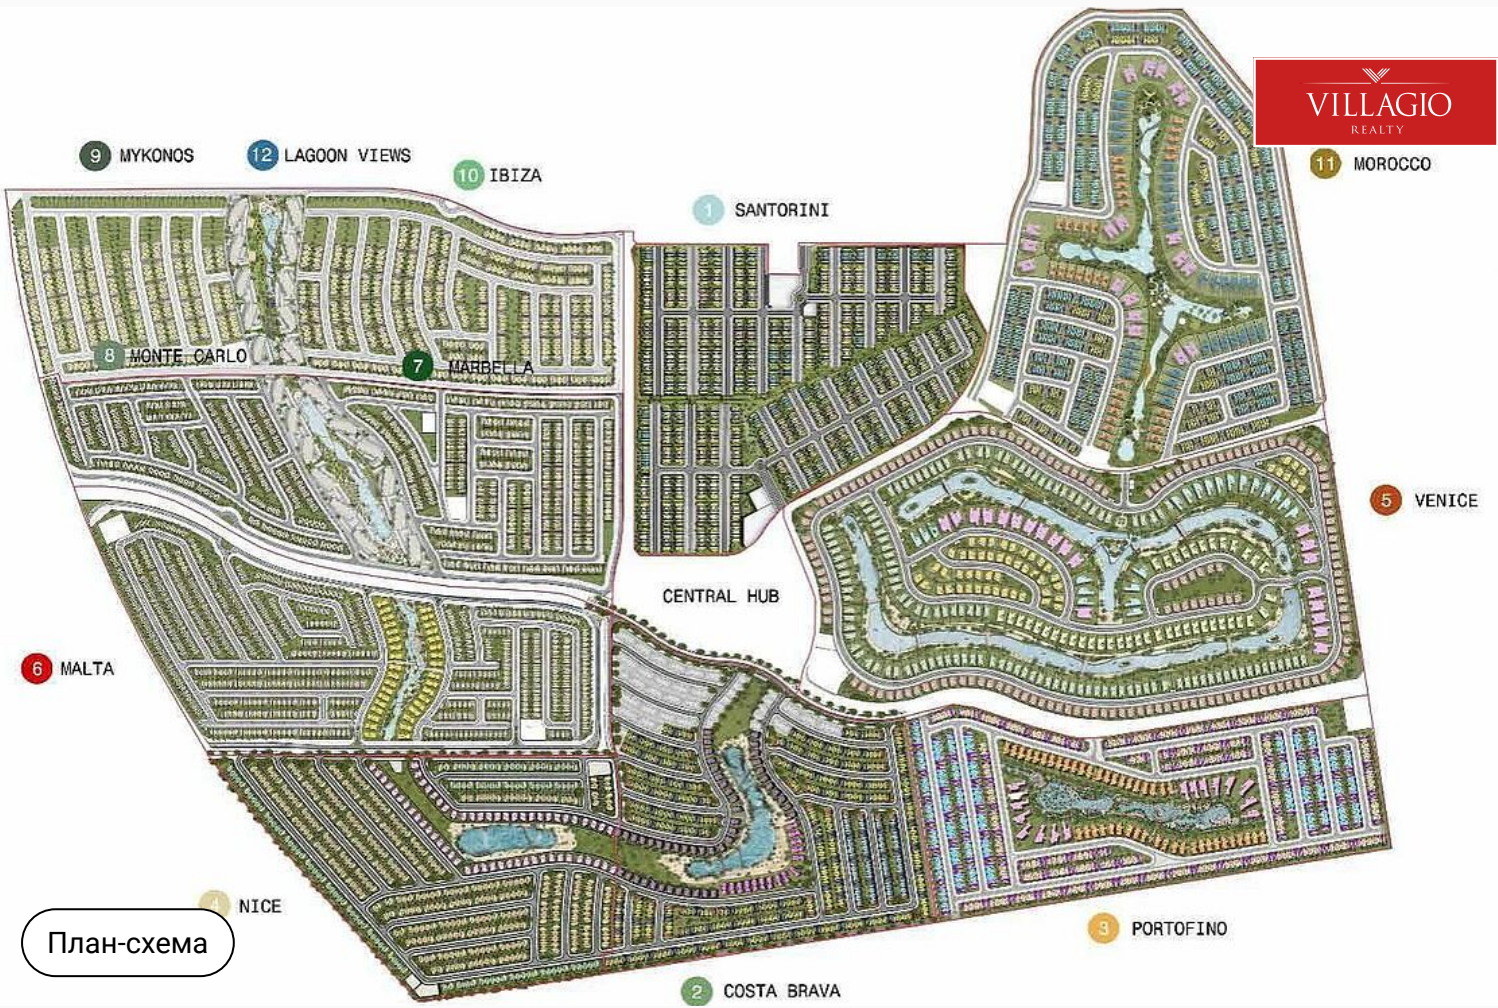 VILLAGIO
REALTY
9 MYKONOS
12 LAGOON VIEWS
10 IBIZA
11 MOROCCO
1 SANTORINI
8 MONTE CARLO
7 MARBELLA
5 VENICE
CENTRAL HUB
6 MALTA
4 NICE
3 PORTOFINO
План-схема
2 COSTA BRAVA